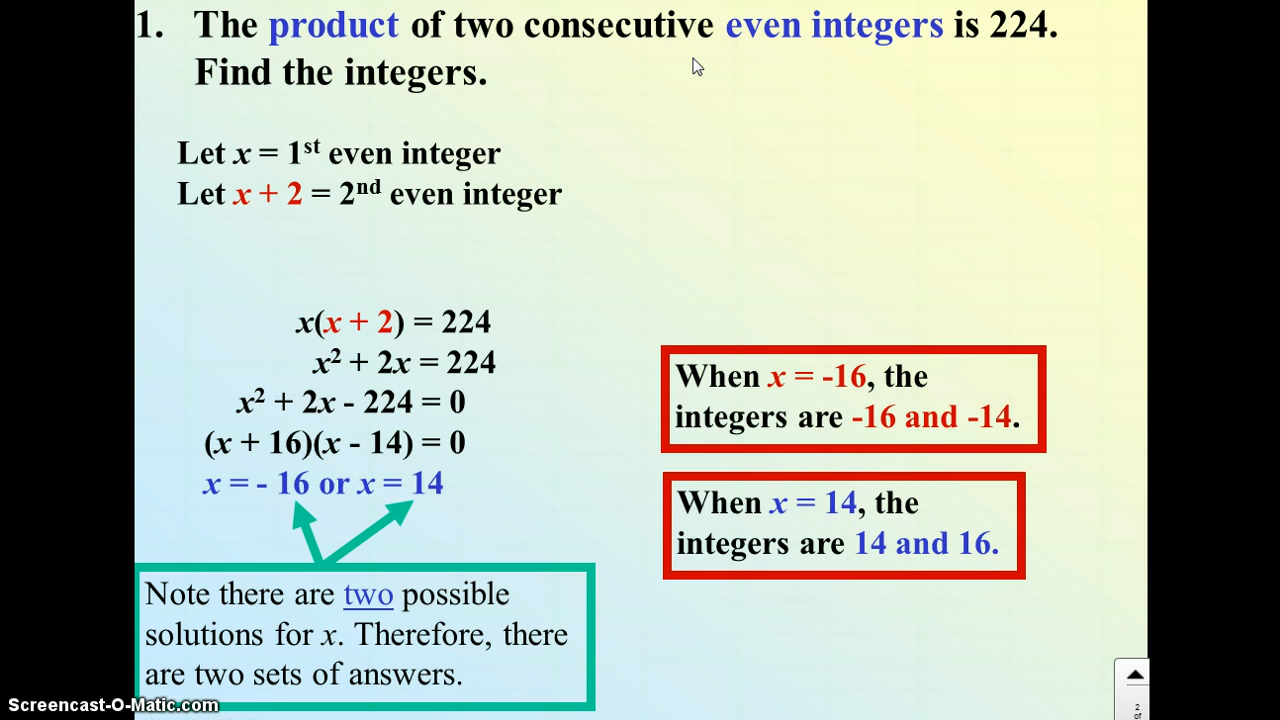 1. The product of two consecutive even integers is 224.
Find the integers.
Let x = 1st even integer
Let x + 2 = 2nd even integer
x(x + 2) = 224
x² + 2x = 224
x² + 2x - 224 = 0
(x + 16)(x - 14) = 0
x = - 16 or x = 14
Note there are two possible
solutions for x. Therefore, there
are two sets of answers.
When x = -16, the
integers are -16 and -14.
When x = 14, the
integers are 14 and 16.
2
of
Screencast-O-Matic.com